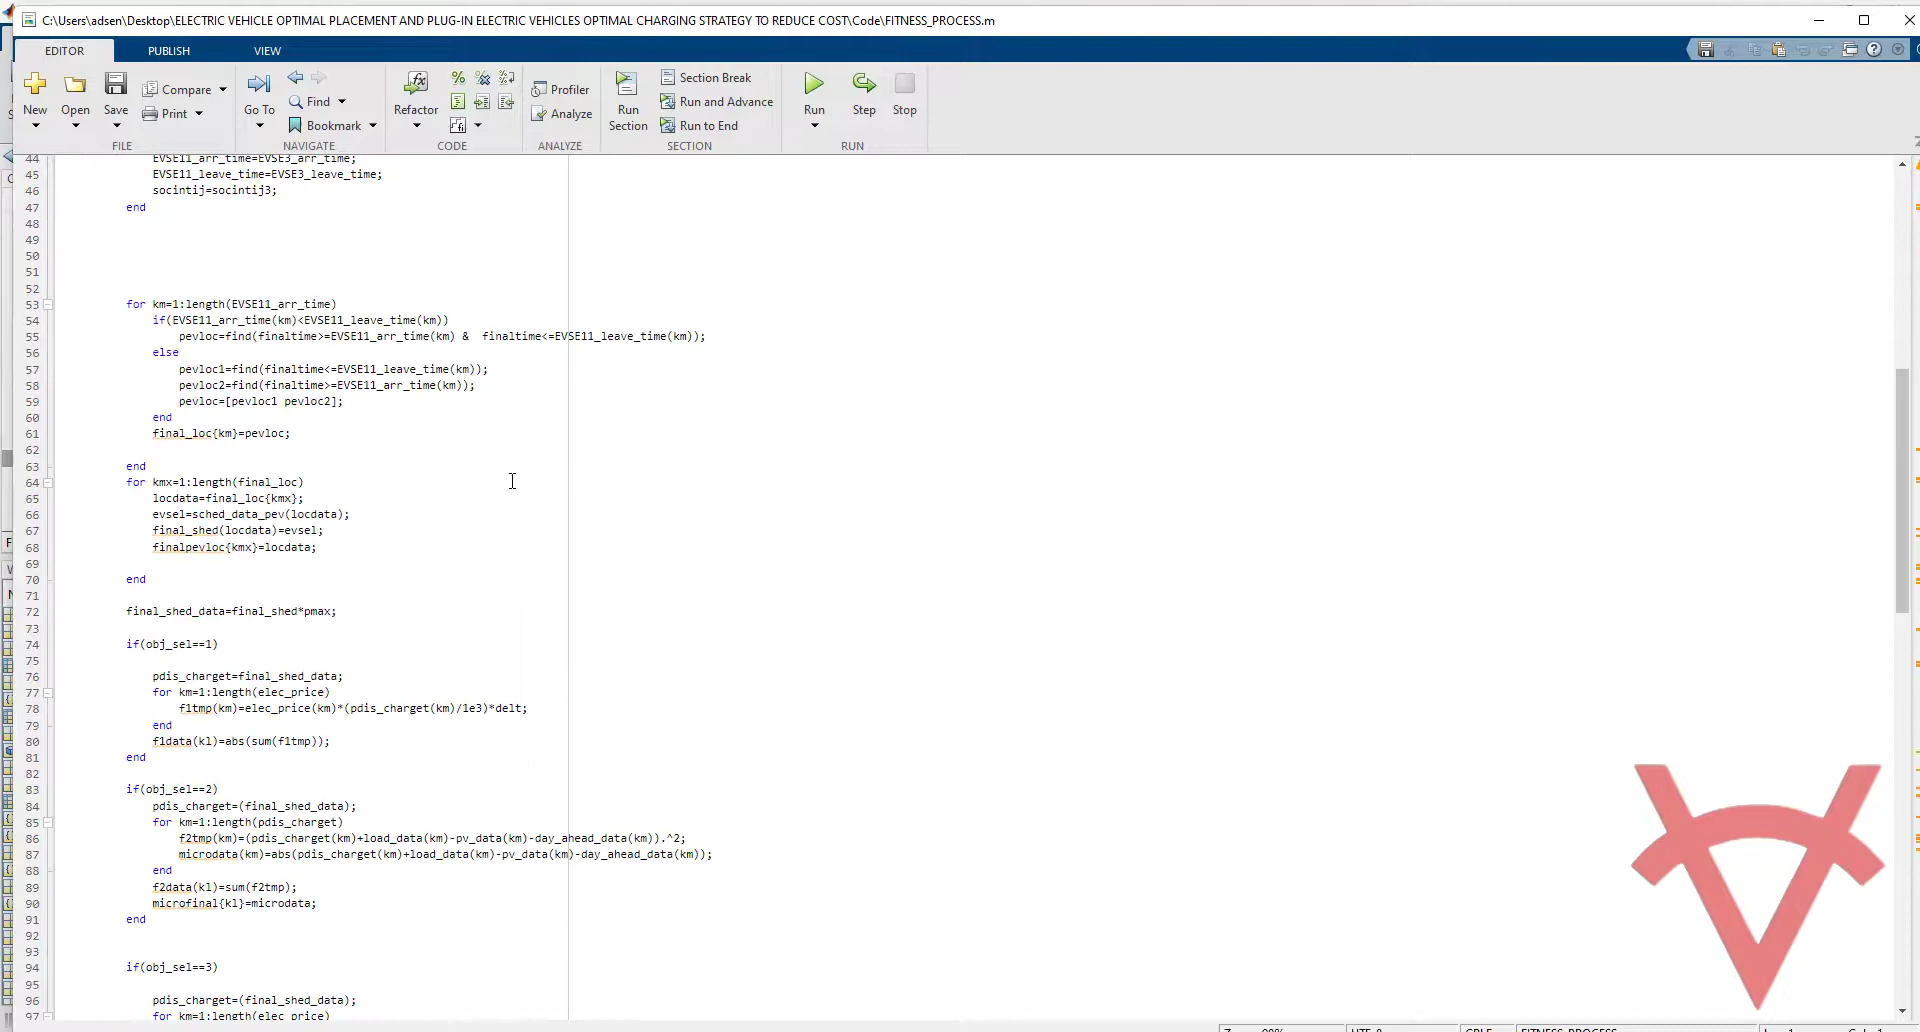 C:\Users\adsen\Desktop\ELECTRIC VEHICLE OPTIMAL PLACEMENT AND PLUG-IN ELECTRIC VEHICLES OPTIMAL CHARGING STRATEGY TO REDUCE COST\Code\FITNESS_PROCESS.m
EDITOR PUBLISH VIEW
New Open Save Compare Print
Go To Find Bookmark
Refactor
Profiler Analyze
Run Section
Section Break
Run and Advance
Run to End
Run Step Stop
FILE NAVIGATE CODE ANALYZE SECTION RUN
44 EVSE11_arr_time=EVSE3_arr_time;
45 EVSE11_leave_time=EVSE3_leave_time;
46 socintij=socintij3;
47 end
48
49
50
51
52
53 for km=1:length(EVSE11_arr_time)
54 if(EVSE11_arr_time(km)<EVSE11_leave_time(km))
55 pevloc=find(finaltime>=EVSE11_arr_time(km) &  finaltime<=EVSE11_leave_time(km));
56 else
57 pevloc1=find(finaltime<=EVSE11_leave_time(km));
58 pevloc2=find(finaltime>=EVSE11_arr_time(km));
59 pevloc=[pevloc1 pevloc2];
60 end
61 final_loc{km}=pevloc;
62
63 end
64 for kmx=1:length(final_loc)
65 locdata=final_loc{kmx};
66 evsel=sched_data_pev(locdata);
67 final_shed(locdata)=evsel;
68 finalpevloc{kmx}=locdata;
69
70 end
71
72 final_shed_data=final_shed*pmax;
73
74 if(obj_sel==1)
75
76 pdis_charget=final_shed_data;
77 for km=1:length(elec_price)
78 f1tmp(km)=elec_price(km)*(pdis_charget(km)/1e3)*delt;
79 end
80 f1data(kl)=abs(sum(f1tmp));
81 end
82
83 if(obj_sel==2)
84 pdis_charget=(final_shed_data);
85 for km=1:length(pdis_charget)
86 f2tmp(km)=(pdis_charget(km)+load_data(km)-pv_data(km)-day_ahead_data(km)).^2;
87 microdata(km)=abs(pdis_charget(km)+load_data(km)-pv_data(km)-day_ahead_data(km));
88 end
89 f2data(kl)=sum(f2tmp);
90 microfinal{kl}=microdata;
91 end
92
93
94 if(obj_sel==3)
95
96 pdis_charget=(final_shed_data);
97 for km=1:length(elec_price)